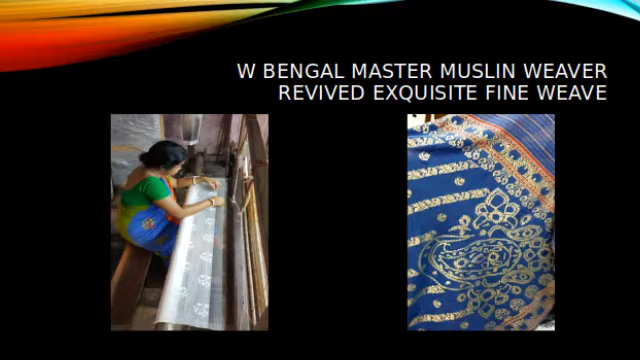 W BENGAL MASTER MUSLIN WEAVER
REVIVED EXQUISITE FINE WEAVE